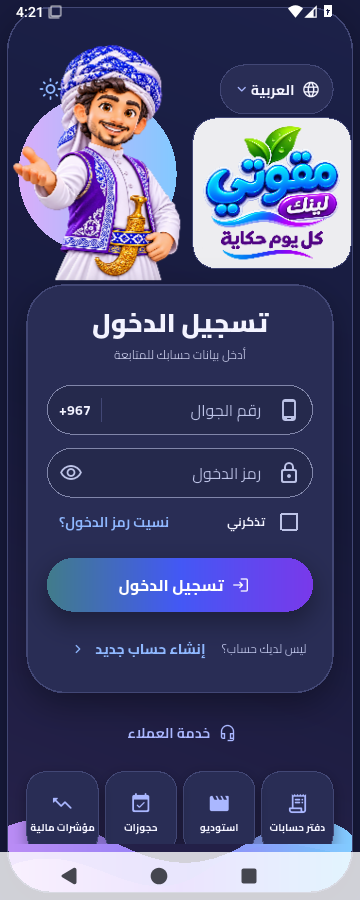 4:21
العربية
مقوتي
لينك
كل يوم حكاية
تسجيل الدخول
أدخل بيانات حسابك للمتابعة
رقم الجوال
+967
رمز الدخول
تذكرني
نسيت رمز الدخول؟
تسجيل الدخول
ليس لديك حساب؟ إنشاء حساب جديد
خدمة العملاء
دفتر حسابات
استوديو
حجوزات
مؤشرات مالية